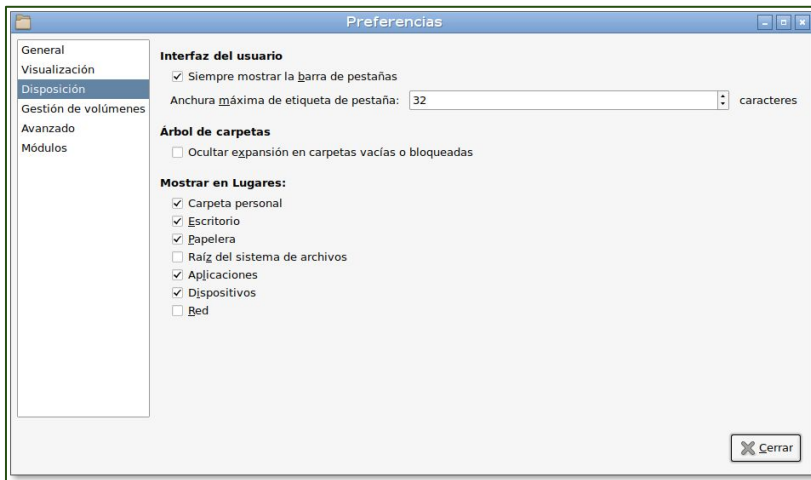 Preferencias
General
Visualización
Disposición
Gestión de volúmenes
Avanzado
Módulos
Interfaz del usuario
Siempre mostrar la barra de pestañas
Anchura máxima de etiqueta de pestaña: 32 caracteres
Árbol de carpetas
Ocultar expansión en carpetas vacías o bloqueadas
Mostrar en Lugares:
Carpeta personal
Escritorio
Papelera
Raíz del sistema de archivos
Aplicaciones
Dispositivos
Red
Cerrar